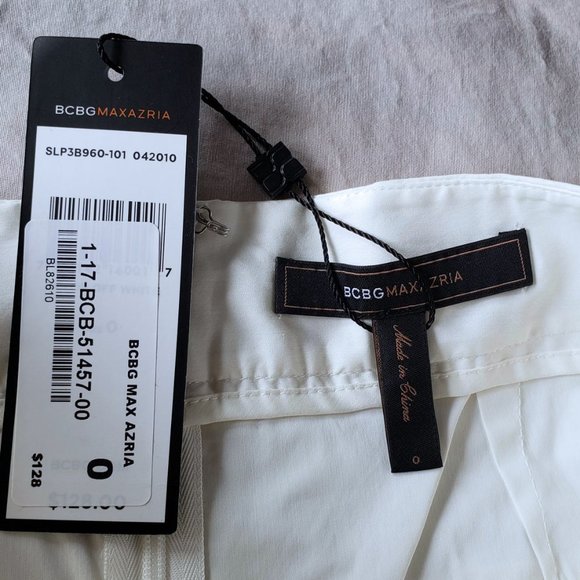 BCBGMAXAZRIA
SLP3B960-101 042010
7
1-17-BCB-51457-00
BL82610
BCBG MAX AZRIA
0
$128
$128.00
BCBGMAXAZRIA
Made in China
0